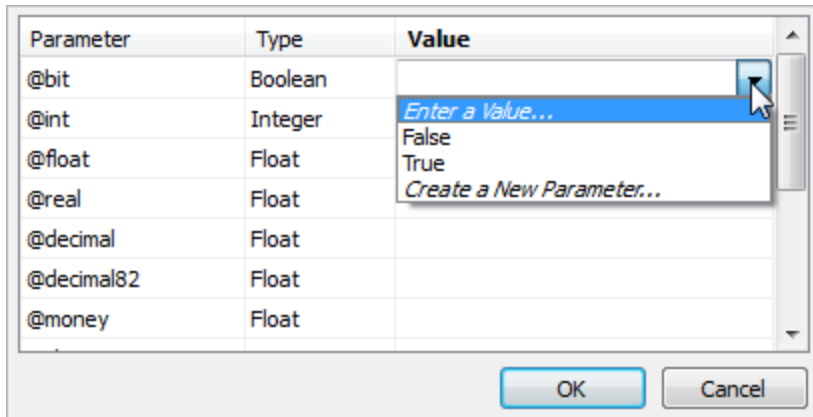 Parameter Type Value
@bit Boolean
@int Integer
Enter a Value...
False
True
Create a New Parameter...
@float Float
@real Float
@decimal Float
@decimal82 Float
@money Float
OK Cancel